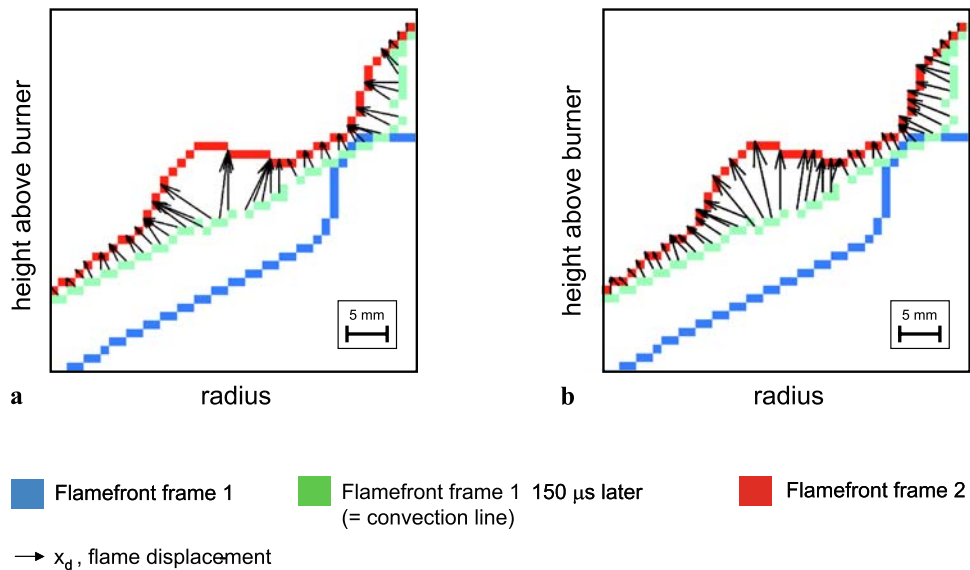 height above burner
height above burner
5 mm
5 mm
a
radius
b
radius
Flamefront frame 1
Flamefront frame 1 150 μs later
(= convection line)
Flamefront frame 2
x_d , flame displacement